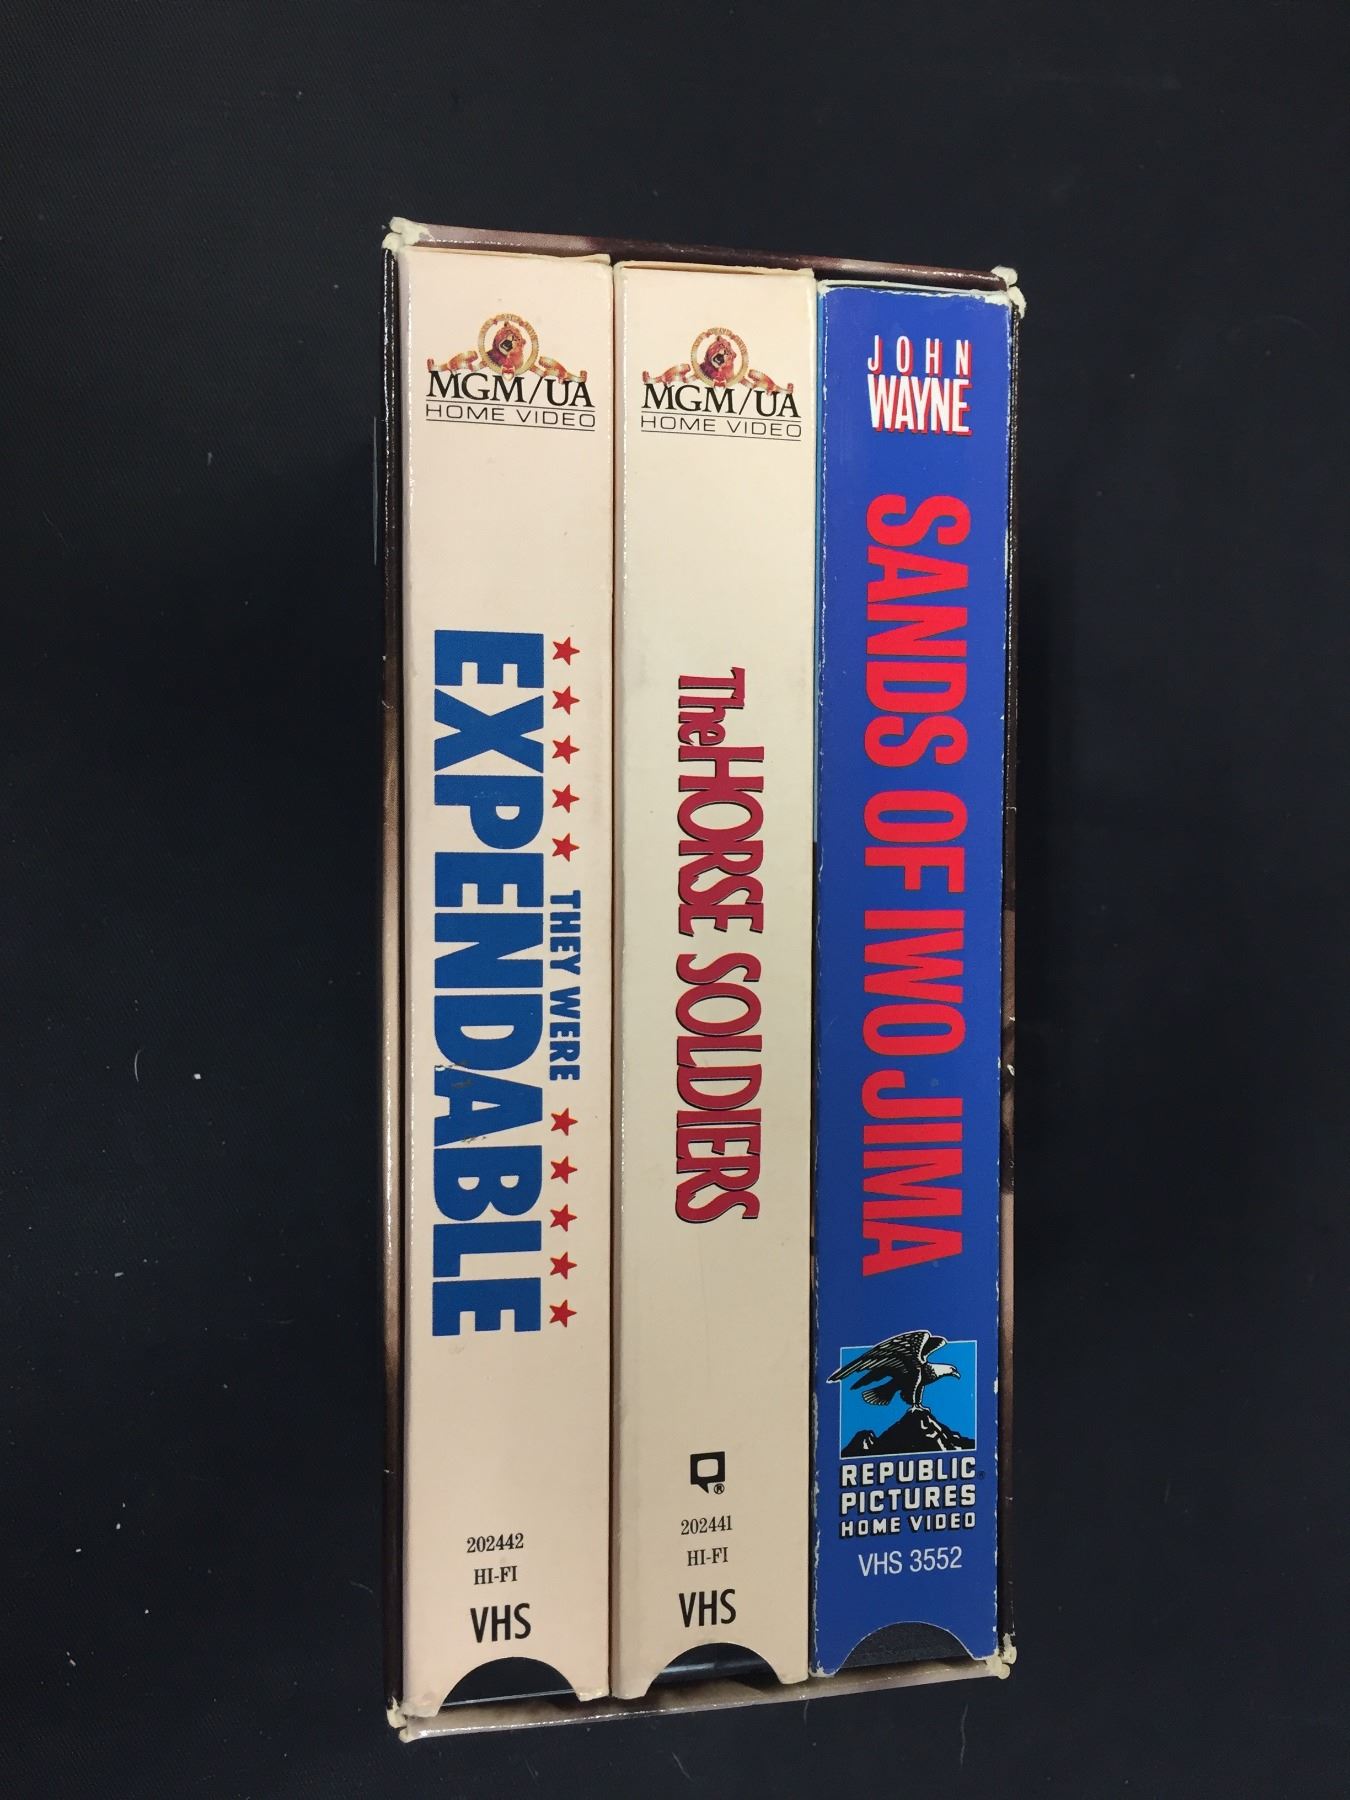 MGM/UA
HOME VIDEO
THEY WERE
EXPENDABLE
202442
HI-FI
VHS
MGM/UA
HOME VIDEO
The HORSE SOLDIERS
®
202441
HI-FI
VHS
JOHN
WAYNE
SANDS OF IWO JIMA
REPUBLIC®
PICTURES
HOME VIDEO
VHS 3552